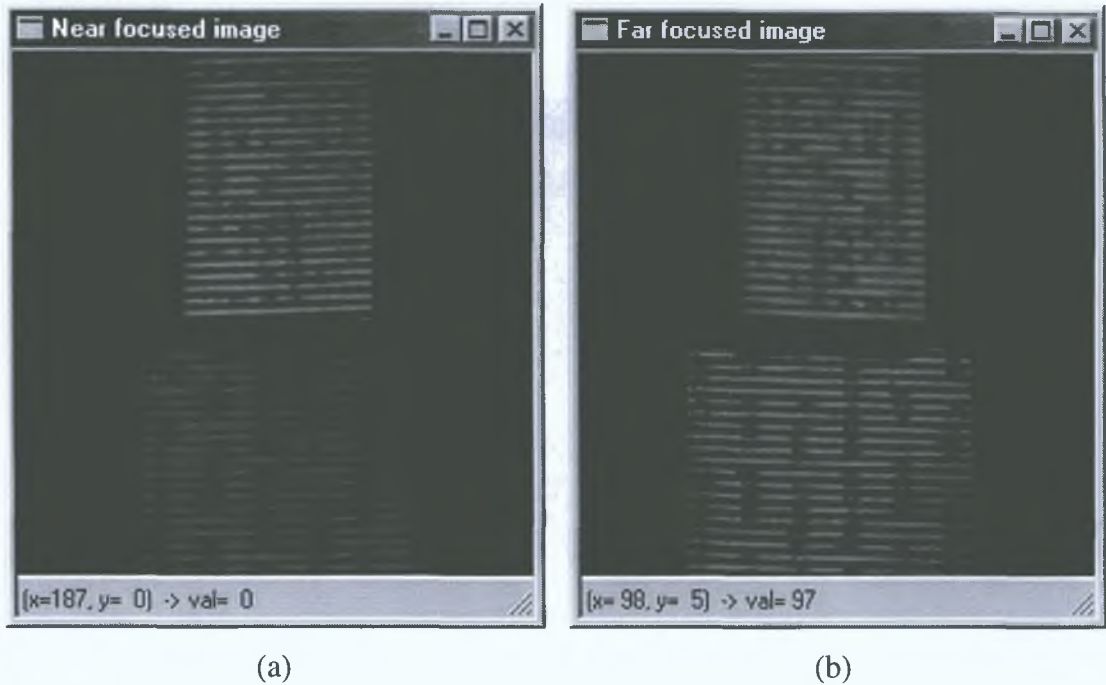 Near focused image
Far focused image
(x=187, y= 0) -> val= 0
(x= 98, y= 5) -> val= 97
(a)
(b)